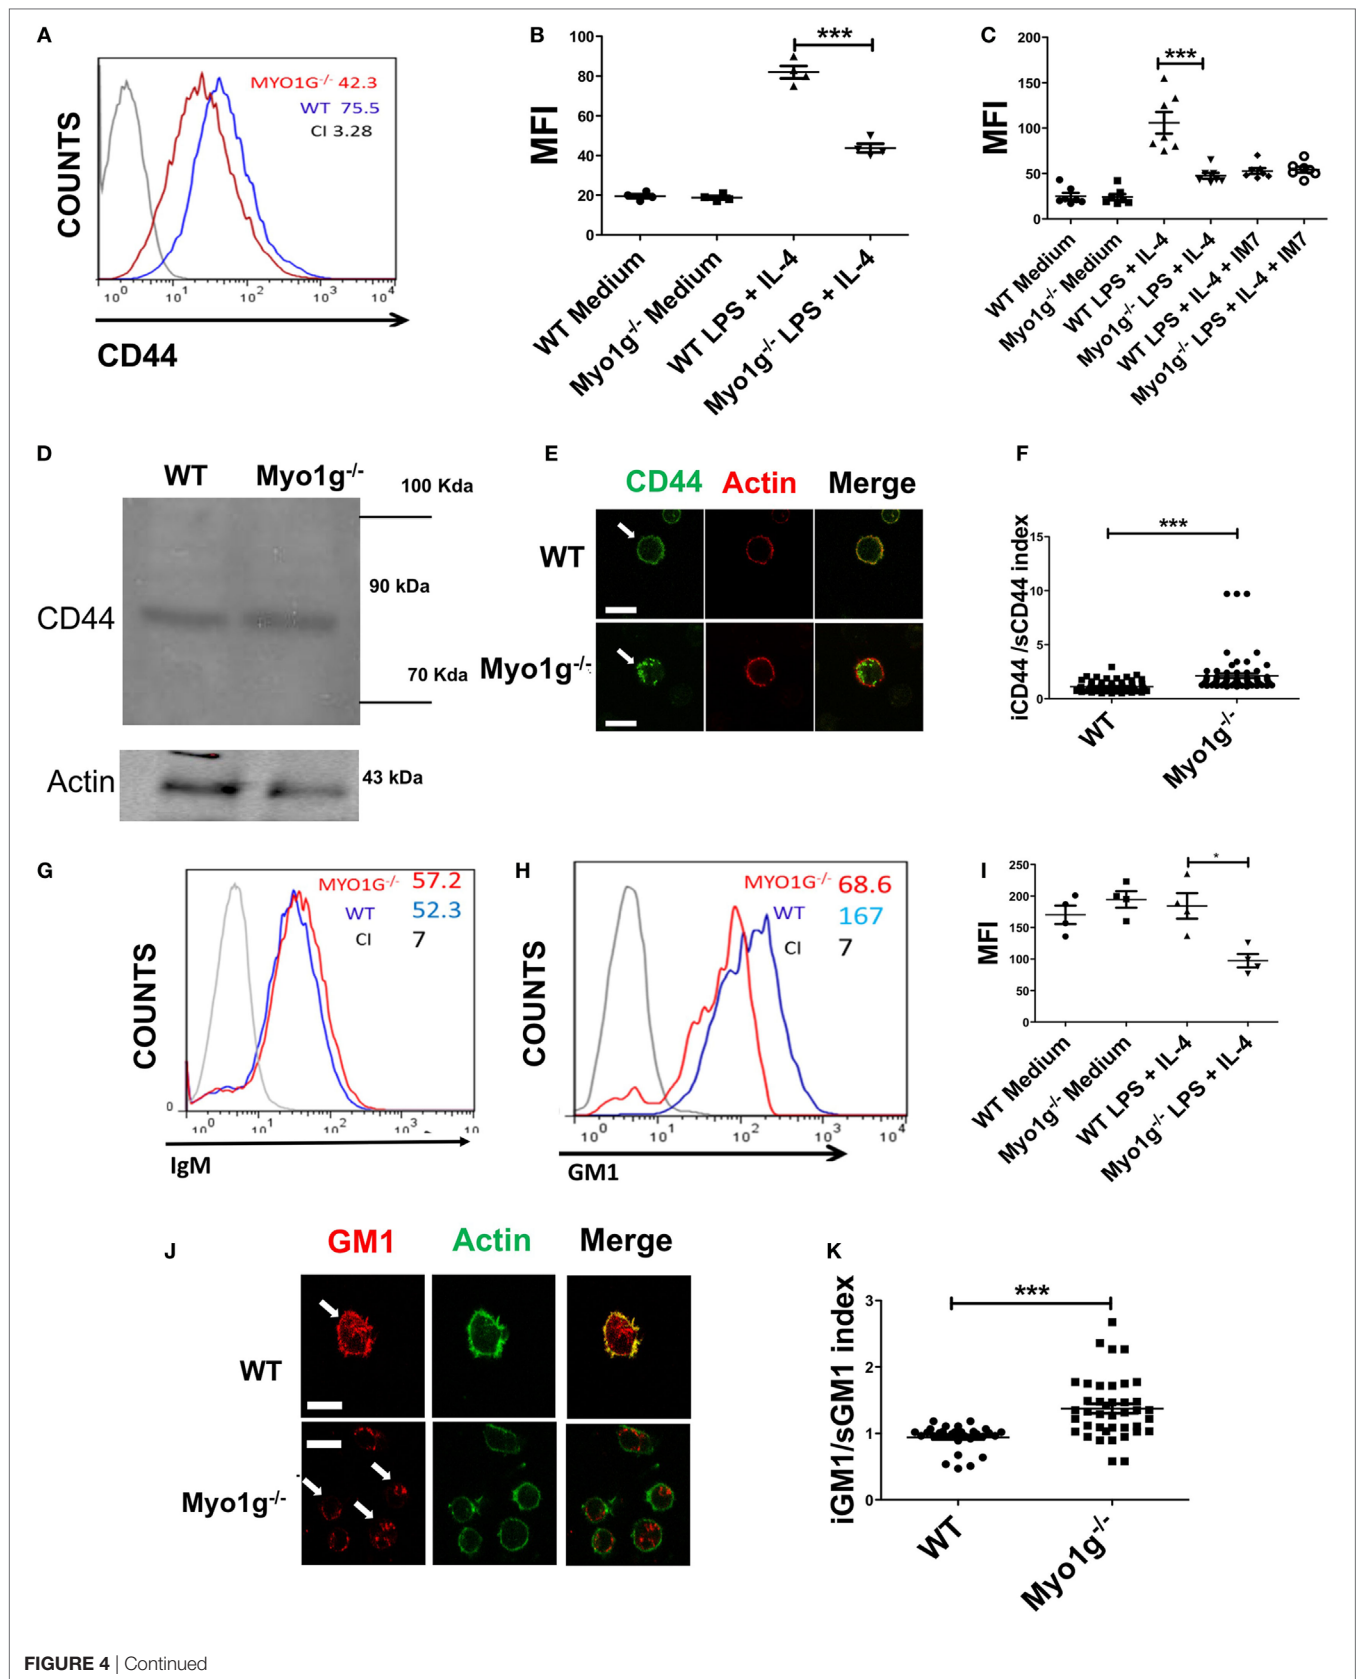 A
COUNTS
MYO1G-/- 42.3
WT 75.5
CI 3.28
10^0 10^1 10^2 10^3 10^4
CD44
B
MFI
100
80
60
40
20
0
***
WT Medium
Myo1g-/- Medium
WT LPS + IL-4
Myo1g-/- LPS + IL-4
C
MFI
200
150
100
50
0
***
WT Medium
Myo1g-/- Medium
WT LPS + IL-4
Myo1g-/- LPS + IL-4
WT LPS + IL-4 + IM7
Myo1g-/- LPS + IL-4 + IM7
D
WT Myo1g-/-
100 Kda
90 kDa
CD44
70 Kda
Actin
43 kDa
E
CD44 Actin Merge
WT
Myo1g-/-
F
iCD44 /sCD44 index
15
10
5
0
***
WT
Myo1g-/-
G
COUNTS
MYO1G-/- 57.2
WT 52.3
CI 7
0
10^0 10^1 10^2 10^3
IgM
H
COUNTS
MYO1G-/- 68.6
WT 167
CI 7
10^0 10^1 10^2 10^3 10^4
GM1
I
MFI
250
200
150
100
50
0
*
WT Medium
Myo1g-/- Medium
WT LPS + IL-4
Myo1g-/- LPS + IL-4
J
GM1 Actin Merge
WT
Myo1g-/-
K
iGM1/sGM1 index
3
2
1
0
***
WT
Myo1g-/-
FIGURE 4 | Continued